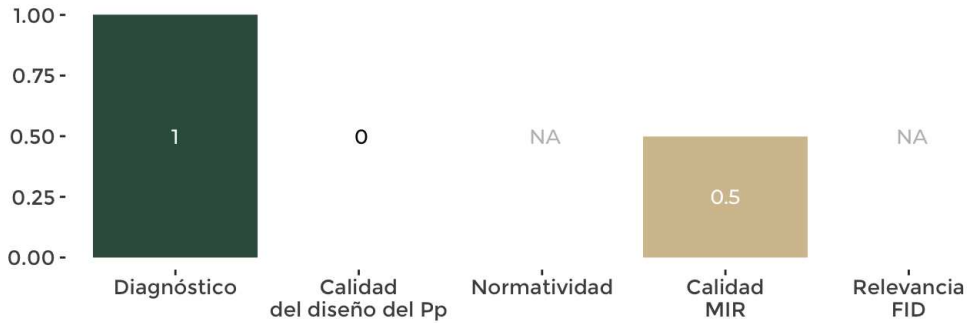 1.00
0.75
0.50
0.25
0.00
1
0
NA
0.5
NA
Diagnóstico
Calidad
del diseño del Pp
Normatividad
Calidad
MIR
Relevancia
FID